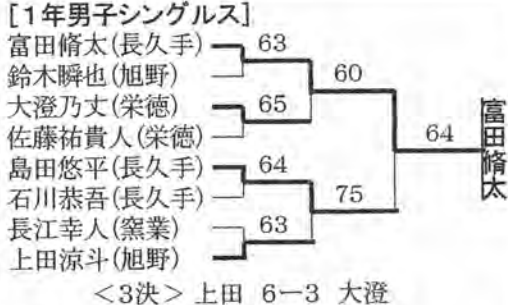 [1年男子シングルス]
富田脩太(長久手)
鈴木瞬也(旭野)
大澄乃丈(栄徳)
佐藤祐貴人(栄徳)
島田悠平(長久手)
石川恭吾(長久手)
長江幸人(窯業)
上田涼斗(旭野)
63
65
64
63
60
75
64
富田脩太
＜3決＞ 上田 6ー3 大澄